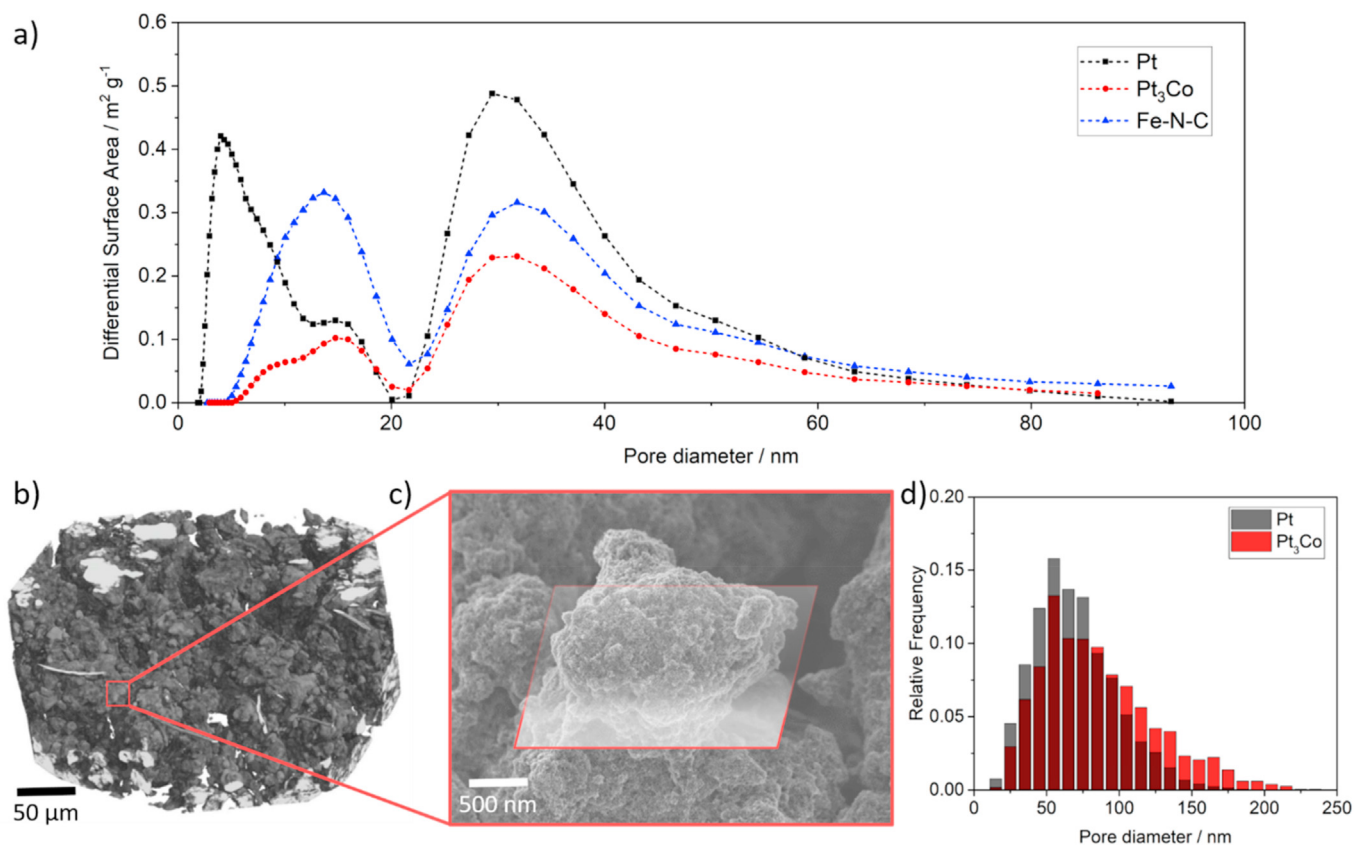 a)
0.6
0.5
0.4
0.3
0.2
0.1
0.0
Differential Surface Area / m² g⁻¹
Pt
Pt₃Co
Fe-N-C
0 20 40 60 80 100
Pore diameter / nm
b)
50 µm
c)
500 nm
d)
0.20
0.15
0.10
0.05
0.00
Relative Frequency
Pt
Pt₃Co
0 50 100 150 200 250
Pore diameter / nm